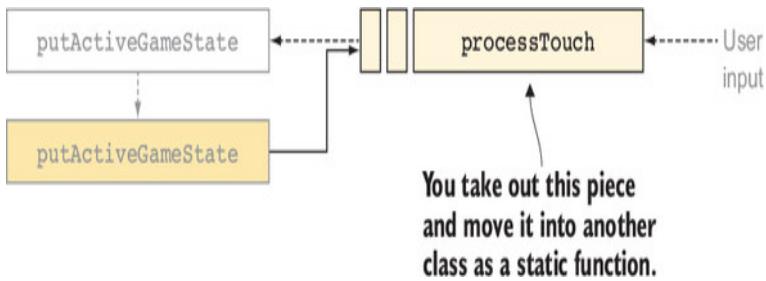 putActiveGameState
processTouch
User
input
putActiveGameState
You take out this piece
and move it into another
class as a static function.